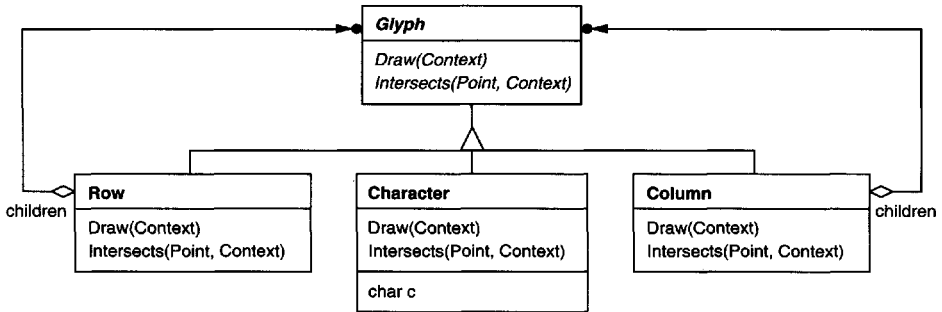 Glyph
Draw(Context)
Intersects(Point, Context)
Row
Draw(Context)
Intersects(Point, Context)
children
Character
Draw(Context)
Intersects(Point, Context)
char c
Column
Draw(Context)
Intersects(Point, Context)
children